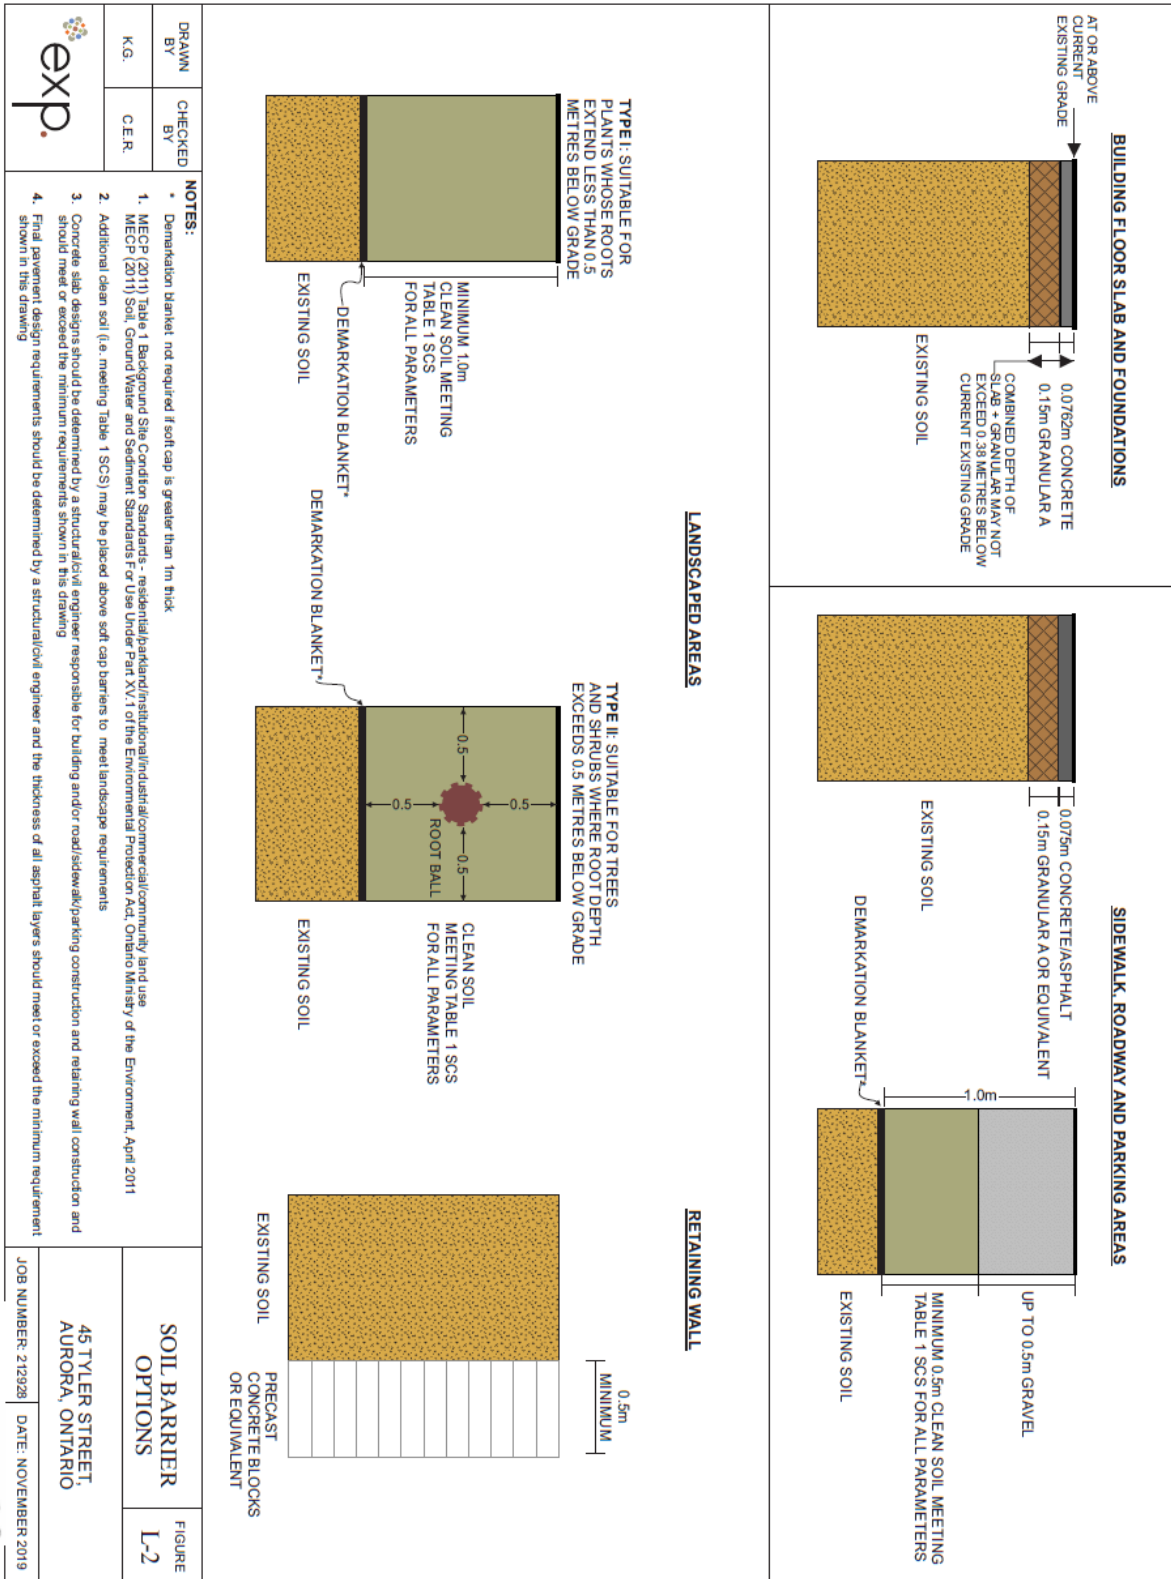 BUILDING FLOOR SLAB AND FOUNDATIONS
AT OR ABOVE
CURRENT
EXISTING GRADE
0.0762m CONCRETE
0.15m GRANULAR A
COMBINED DEPTH OF
SLAB + GRANULAR MAY NOT
EXCEED 0.38 METRES BELOW
CURRENT EXISTING GRADE
EXISTING SOIL
SIDEWALK, ROADWAY AND PARKING AREAS
0.075m CONCRETE/ASPHALT
0.15m GRANULAR A OR EQUIVALENT
EXISTING SOIL
DEMARKATION BLANKET*
1.0m
UP TO 0.5m GRAVEL
MINIMUM 0.5m CLEAN SOIL MEETING
TABLE 1 SCS FOR ALL PARAMETERS
EXISTING SOIL
LANDSCAPED AREAS
TYPE I: SUITABLE FOR
PLANTS WHOSE ROOTS
EXTEND LESS THAN 0.5
METRES BELOW GRADE
MINIMUM 1.0m
CLEAN SOIL MEETING
TABLE 1 SCS
FOR ALL PARAMETERS
DEMARKATION BLANKET*
EXISTING SOIL
TYPE II: SUITABLE FOR TREES
AND SHRUBS WHERE ROOT DEPTH
EXCEEDS 0.5 METRES BELOW GRADE
0.5
0.5
0.5
0.5
ROOT BALL
CLEAN SOIL
MEETING TABLE 1 SCS
FOR ALL PARAMETERS
DEMARKATION BLANKET*
EXISTING SOIL
RETAINING WALL
0.5m
MINIMUM
EXISTING SOIL
PRECAST
CONCRETE BLOCKS
OR EQUIVALENT
DRAWN
BY
CHECKED
BY
K.G.
C.E.R.
exp.
NOTES:
* Demarkation blanket not required if soft cap is greater than 1m thick
1. MECP (2011) Table 1 Background Site Condition Standards - residential/parkland/institutional/industrial/commercial/community land use
MECP (2011) Soil, Ground Water and Sediment Standards For Use Under Part XV.1 of the Environmental Protection Act, Ontario Ministry of the Environment, April 2011
2. Additional clean soil (i.e. meeting Table 1 SCS) may be placed above soft cap barriers to meet landscape requirements
3. Concrete slab designs should be determined by a structural/civil engineer responsible for building and/or road/sidewalk/parking construction and retaining wall construction and
should meet or exceed the minimum requirements shown in this drawing
4. Final pavement design requirements should be determined by a structural/civil engineer and the thickness of all asphalt layers should meet or exceed the minimum requirement
shown in this drawing
SOIL BARRIER
OPTIONS
FIGURE
L-2
45 TYLER STREET,
AURORA, ONTARIO
JOB NUMBER: 212928
DATE: NOVEMBER 2019